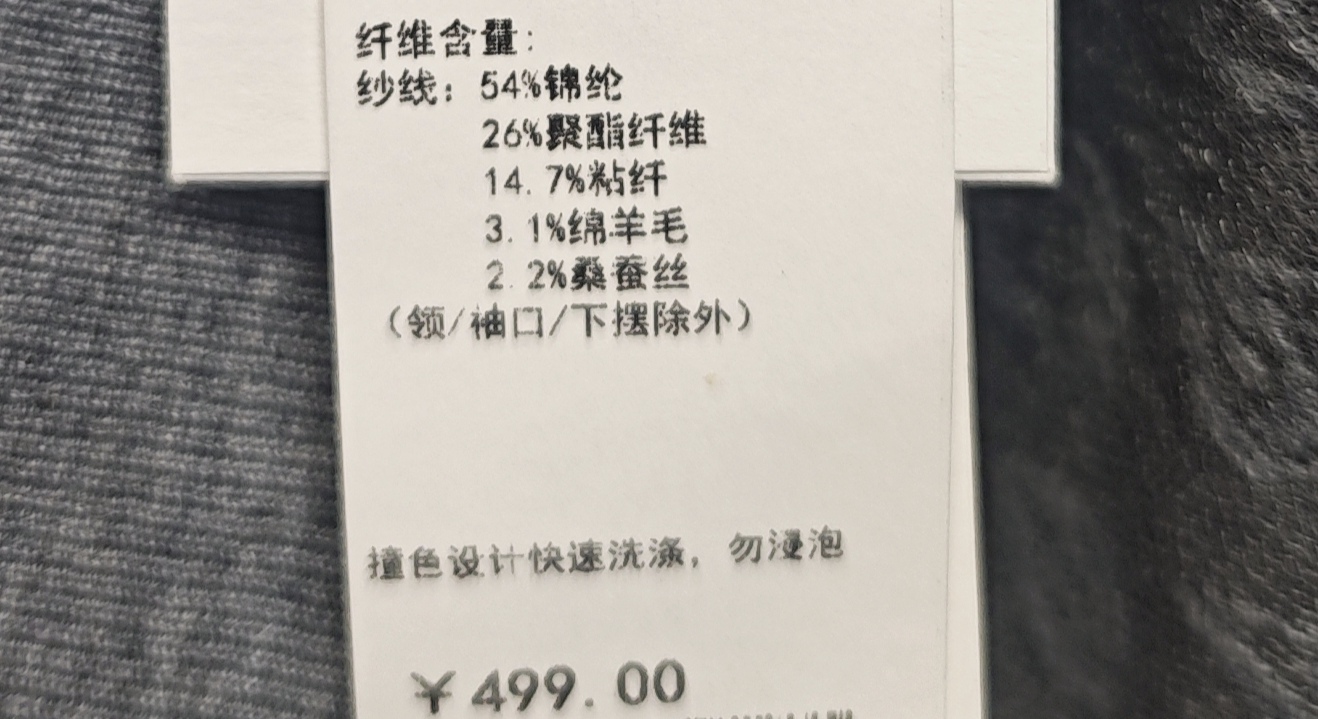 纤维含量:
纱线: 54%锦纶
26%聚酯纤维
14.7%粘纤
3.1%绵羊毛
2.2%桑蚕丝
(领/袖口/下摆除外)
撞色设计快速洗涤, 勿浸泡
¥499.00